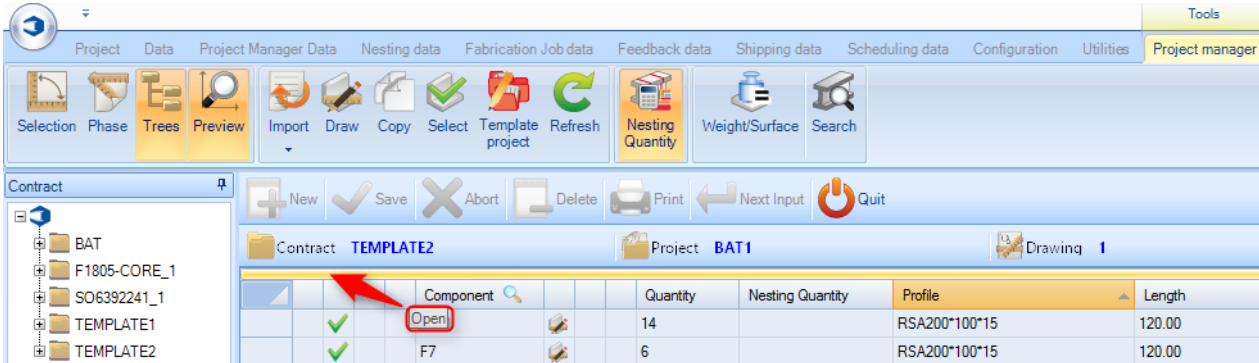 Tools
Project Data Project Manager Data Nesting data Fabrication Job data Feedback data Shipping data Scheduling data Configuration Utilities Project manager
Selection Phase Trees Preview Import Draw Copy Select Template project Refresh Nesting Quantity Weight/Surface Search
Contract
New Save Abort Delete Print Next Input Quit
Contract TEMPLATE2 Project BAT1 Drawing 1
BAT
F1805-CORE_1
SO6392241_1
TEMPLATE1
TEMPLATE2
Component Quantity Nesting Quantity Profile Length
Open 14 RSA200*100*15 120.00
F7 6 RSA200*100*15 120.00